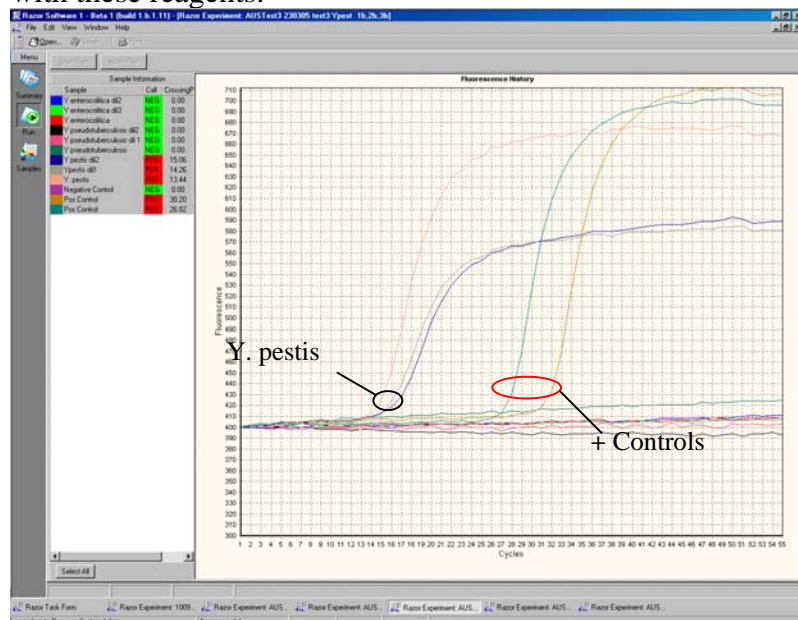 with these reagents.
Razor Software 1 - Beta 1 (build 1.b.1.11) - [Razor Experiment: AUSTest3 230305 test3 Ypest 1b,2b,3b]
File Edit View Window Help
Open... Save Print
Menu
Start Run
Summary
Run
Samples
Sample Information
Sample Call CrossingP
Y enterocolitica dil2 NEG 0.00
Y enterocolitica dil3 NEG 0.00
Y enterocolitica NEG 0.00
Y pseudotuberculosis dil2 NEG 0.00
Y pseudotuberculosis dil 1 NEG 0.00
Y pseudotuberculosis NEG 0.00
Y pestis dil2 POS 15.06
Ypestis dil1 POS 14.26
Y. pestis POS 13.44
Negative Control NEG 0.00
Pos Control POS 30.20
Pos Control POS 26.02
Select All
Fluorescence History
Fluorescence
710
700
690
680
670
660
650
640
630
620
610
600
590
580
570
560
550
540
530
520
510
500
490
480
470
460
450
440
430
420
410
400
390
380
370
360
350
340
330
320
310
300
Y. pestis
+ Controls
1 2 3 4 5 6 7 8 9 10 11 12 13 14 15 16 17 18 19 20 21 22 23 24 25 26 27 28 29 30 31 32 33 34 35 36 37 38 39 40 41 42 43 44 45 46 47 48 49 50 51 52 53 54 55
Cycles
Razor Task Form Razor Experiment: 100S... Razor Experiment: AUS... Razor Experiment: AUS... Razor Experiment: AUS... Razor Experiment: AUS... Razor Experiment: AUS...